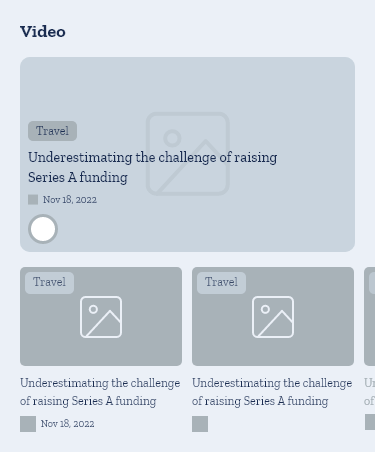 Video
Travel
Underestimating the challenge of raising
Series A funding
Nov 18, 2022
Travel
Underestimating the challenge
of raising Series A funding
Nov 18, 2022
Travel
Underestimating the challenge
of raising Series A funding
Un
of